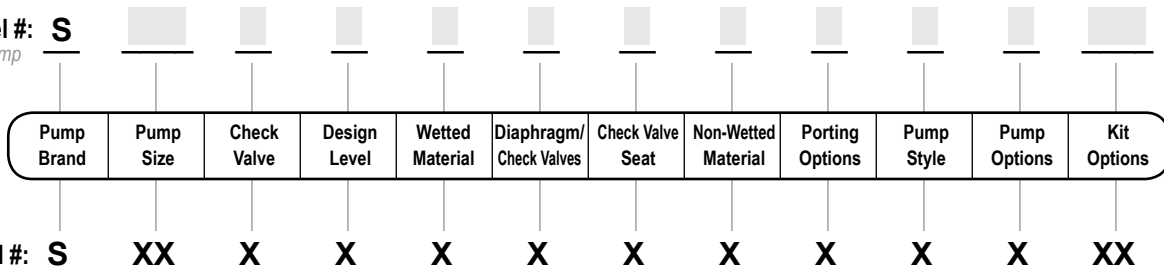 el #: S
mp
Pump Brand
Pump Size
Check Valve
Design Level
Wetted Material
Diaphragm/ Check Valves
Check Valve Seat
Non-Wetted Material
Porting Options
Pump Style
Pump Options
Kit Options
l #: S XX X X X X X X X X X XX